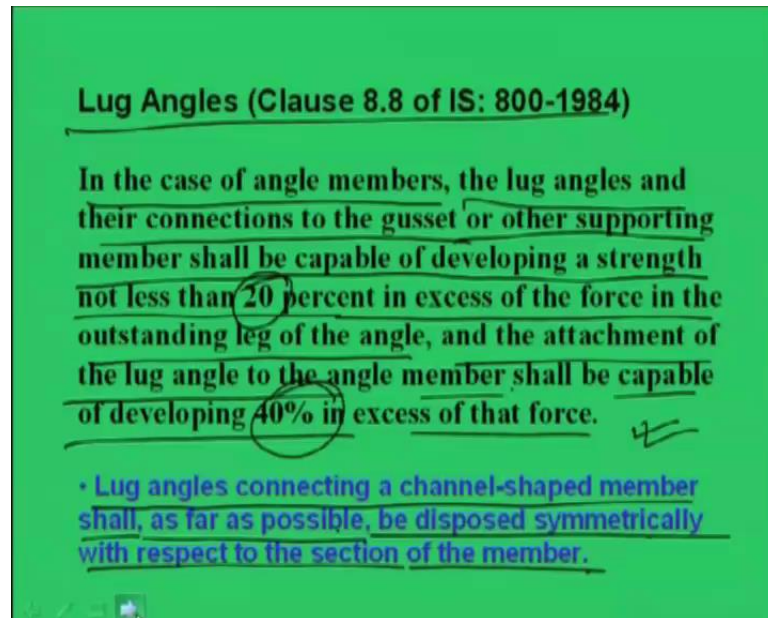 Lug Angles (Clause 8.8 of IS: 800-1984)
In the case of angle members, the lug angles and
their connections to the gusset or other supporting
member shall be capable of developing a strength
not less than 20 percent in excess of the force in the
outstanding leg of the angle, and the attachment of
the lug angle to the angle member shall be capable
of developing 40% in excess of that force.
• Lug angles connecting a channel-shaped member
shall, as far as possible, be disposed symmetrically
with respect to the section of the member.